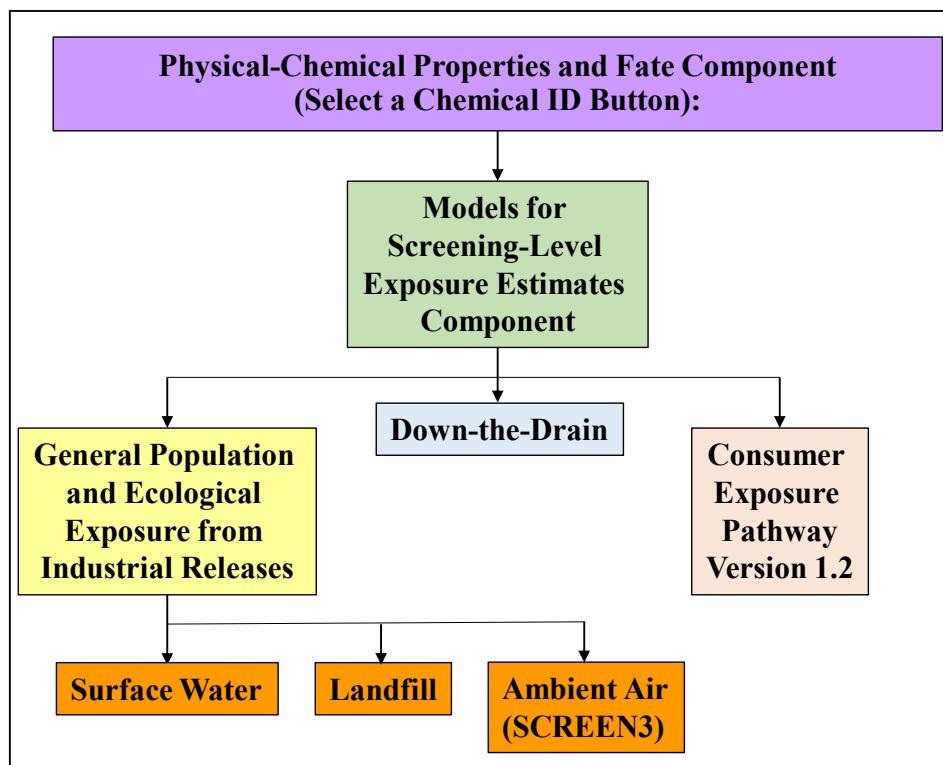 Physical-Chemical Properties and Fate Component
(Select a Chemical ID Button):
Models for
Screening-Level
Exposure Estimates
Component
General Population
and Ecological
Exposure from
Industrial Releases
Down-the-Drain
Consumer
Exposure
Pathway
Version 1.2
Surface Water
Landfill
Ambient Air
(SCREEN3)